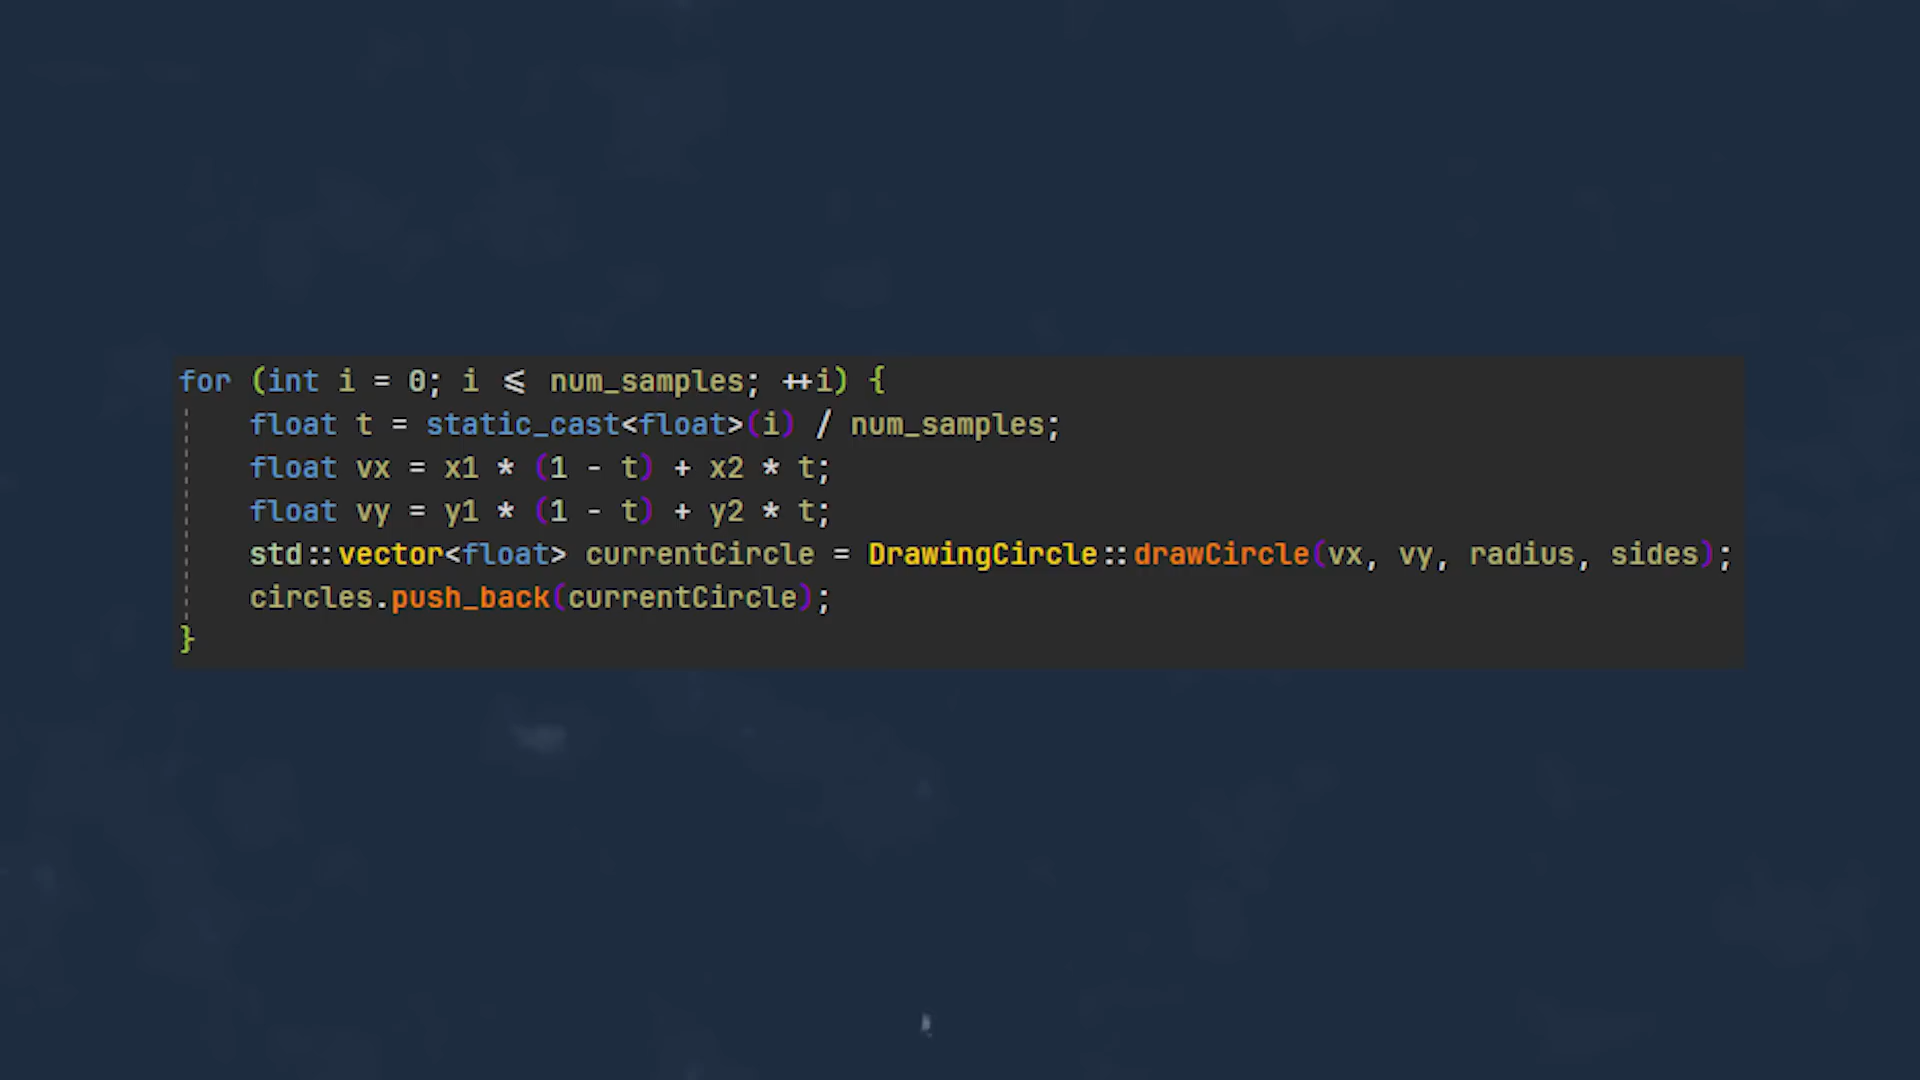 for (int i = 0; i <= num_samples; ++i) {
    float t = static_cast<float>(i) / num_samples;
    float vx = x1 * (1 - t) + x2 * t;
    float vy = y1 * (1 - t) + y2 * t;
    std::vector<float> currentCircle = DrawingCircle::drawCircle(vx, vy, radius, sides);
    circles.push_back(currentCircle);
}